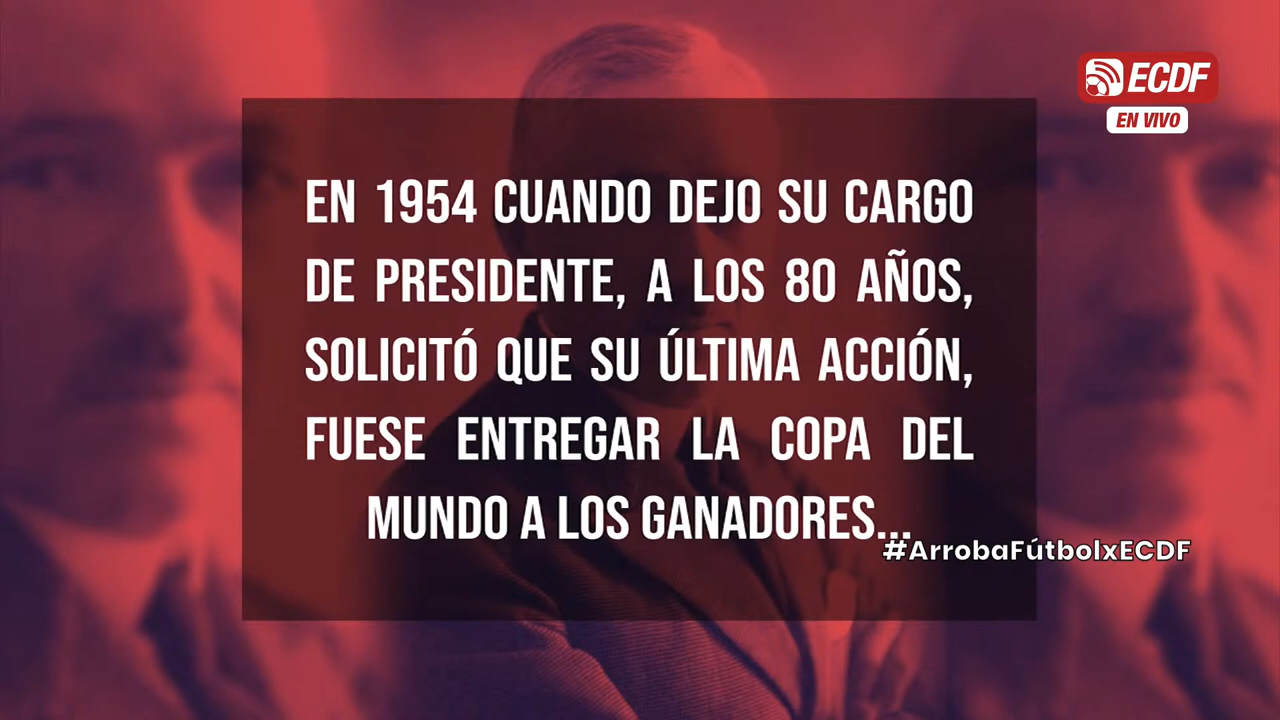 ECDF
EN VIVO
EN 1954 CUANDO DEJO SU CARGO
DE PRESIDENTE, A LOS 80 AÑOS,
SOLICITÓ QUE SU ÚLTIMA ACCIÓN,
FUESE ENTREGAR LA COPA DEL
MUNDO A LOS GANADORES...
#ArrobaFútbolxECDF